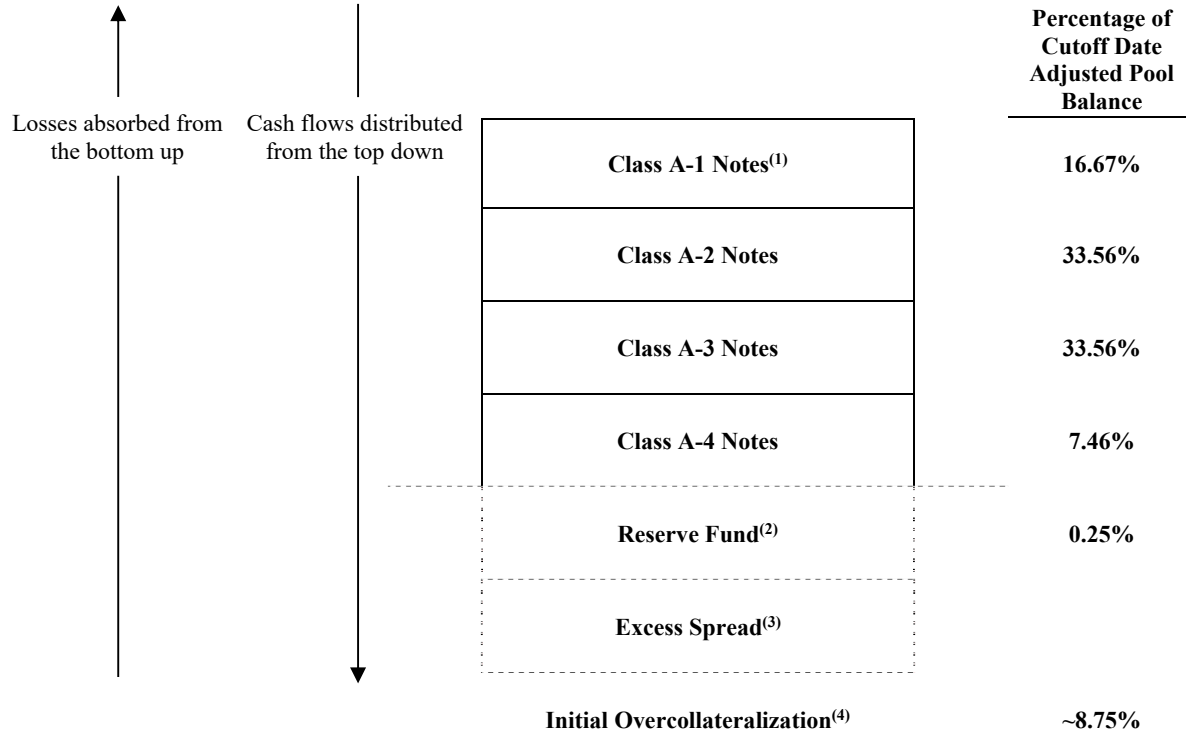 Percentage of
Cutoff Date
Adjusted Pool
Balance
Losses absorbed from
the bottom up
Cash flows distributed
from the top down
Class A-1 Notes(1)
16.67%
Class A-2 Notes
33.56%
Class A-3 Notes
33.56%
Class A-4 Notes
7.46%
Reserve Fund(2)
0.25%
Excess Spread(3)
Initial Overcollateralization(4)
~8.75%